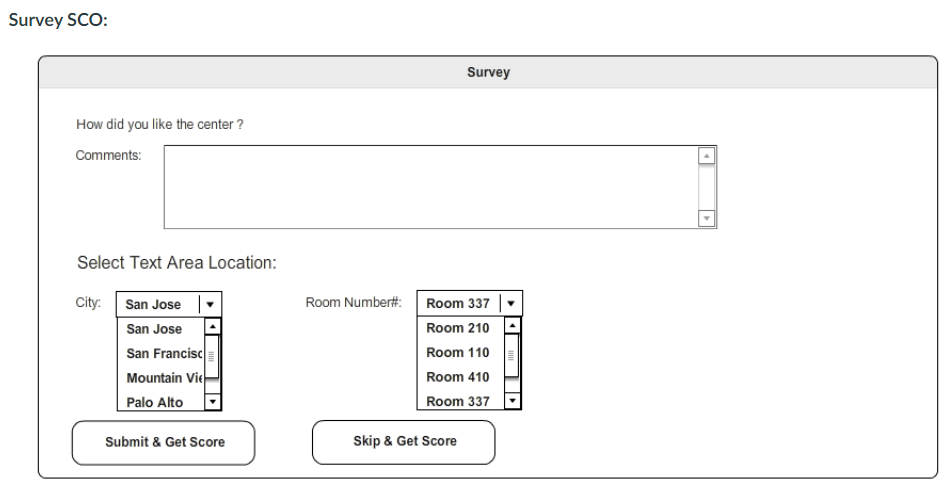 Survey SCO:
Survey
How did you like the center ?
Comments:
Select Text Area Location:
City: San Jose Room Number#: Room 337
San Jose Room 210
San Francisc Room 110
Mountain Vie Room 410
Palo Alto Room 337
Submit & Get Score Skip & Get Score